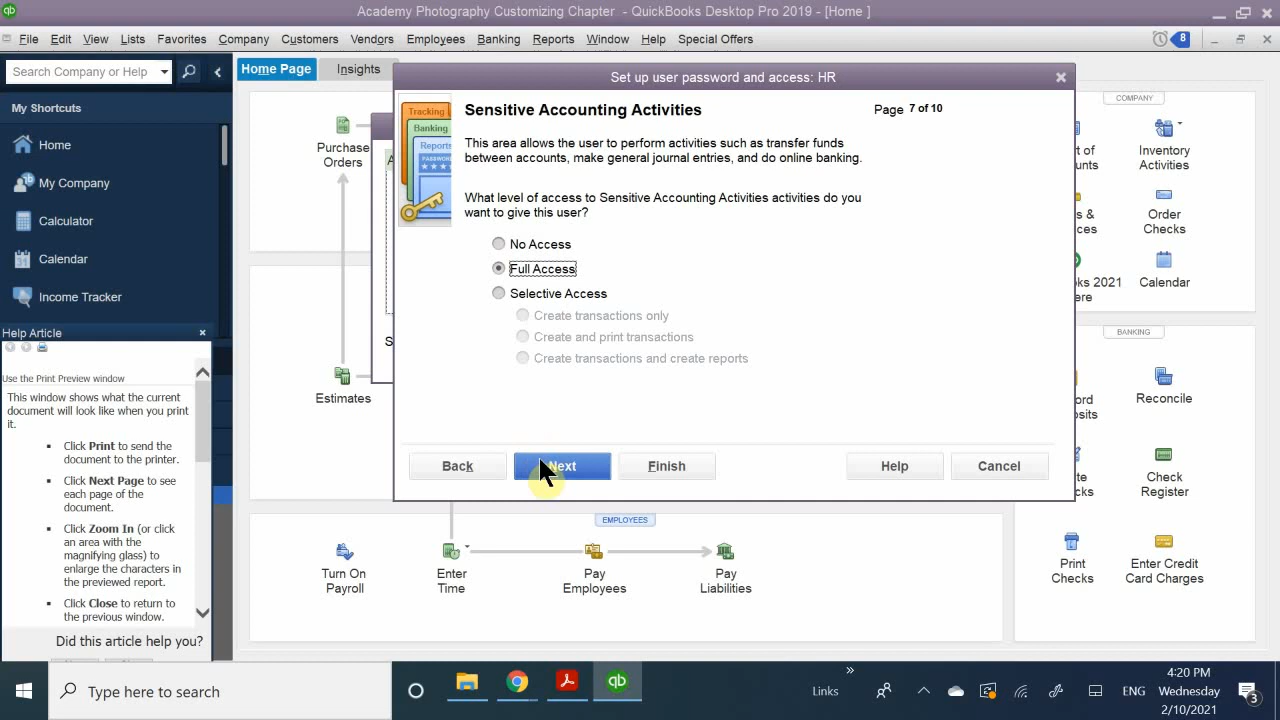 Academy Photography Customizing Chapter - QuickBooks Desktop Pro 2019 - [Home ]
File Edit View Lists Favorites Company Customers Vendors Employees Banking Reports Window Help Special Offers
8
Search Company or Help
Home Page
Insights
My Shortcuts
Home
My Company
Calculator
Calendar
Income Tracker
Help Article
Use the Print Preview window
This window shows what the current
document will look like when you print
it.
Click Print to send the
document to the printer.
Click Next Page to see
each page of the
document.
Click Zoom In (or click
an area with the
magnifying glass) to
enlarge the characters in
the previewed report.
Click Close to return to
the previous window.
Did this article help you?
Purchase
Orders
Estimates
Set up user password and access: HR
Tracking
Banking
Reports
Sensitive Accounting Activities
Page 7 of 10
This area allows the user to perform activities such as transfer funds
between accounts, make general journal entries, and do online banking.
What level of access to Sensitive Accounting Activities activities do you
want to give this user?
No Access
Full Access
Selective Access
Create transactions only
Create and print transactions
Create transactions and create reports
Back
Next
Finish
Help
Cancel
EMPLOYEES
Turn On
Payroll
Enter
Time
Pay
Employees
Pay
Liabilities
COMPANY
Inventory
Activities
Order
Checks
2021
Calendar
BANKING
Reconcile
Check
Register
Print
Checks
Enter Credit
Card Charges
Type here to search
Links
ENG
4:20 PM
Wednesday
2/10/2021
3